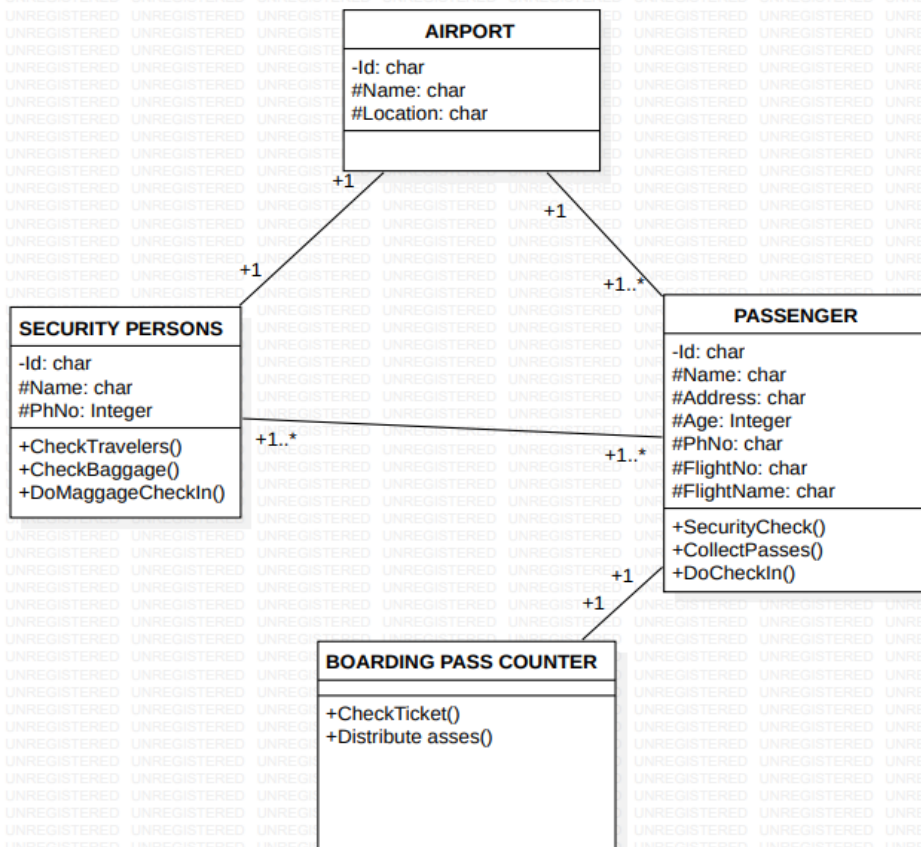 AIRPORT
-Id: char
#Name: char
#Location: char
+1
+1
+1
+1..*
SECURITY PERSONS
-Id: char
#Name: char
#PhNo: Integer
+CheckTravelers()
+CheckBaggage()
+DoMaggageCheckIn()
+1..*
+1..*
PASSENGER
-Id: char
#Name: char
#Address: char
#Age: Integer
#PhNo: char
#FlightNo: char
#FlightName: char
+SecurityCheck()
+CollectPasses()
+DoCheckIn()
+1
+1
BOARDING PASS COUNTER
+CheckTicket()
+Distribute asses()
UNREGISTERED